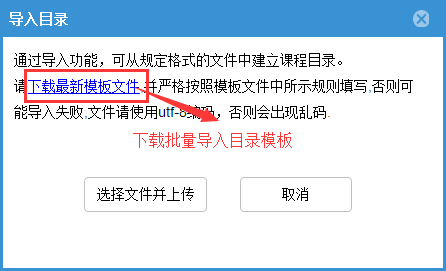 导入目录
通过导入功能，可从规定格式的文件中建立课程目录。
请下载最新模板文件,并严格按照模板文件中所示规则填写,否则可
能导入失败,文件请使用utf-8编码，否则会出现乱码.
下载批量导入目录模板
选择文件并上传 取消